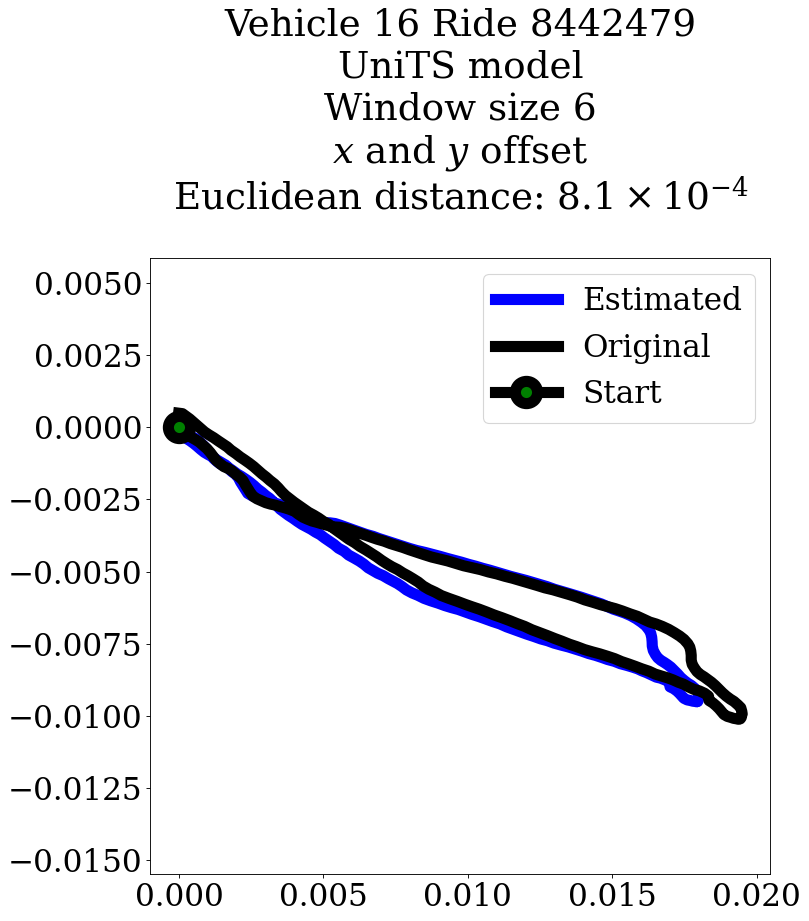 Vehicle 16 Ride 8442479
UniTS model
Window size 6
x and y offset
Euclidean distance: 8.1 × 10⁻⁴
Estimated
Original
Start
0.0050
0.0025
0.0000
−0.0025
−0.0050
−0.0075
−0.0100
−0.0125
−0.0150
0.000 0.005 0.010 0.015 0.020